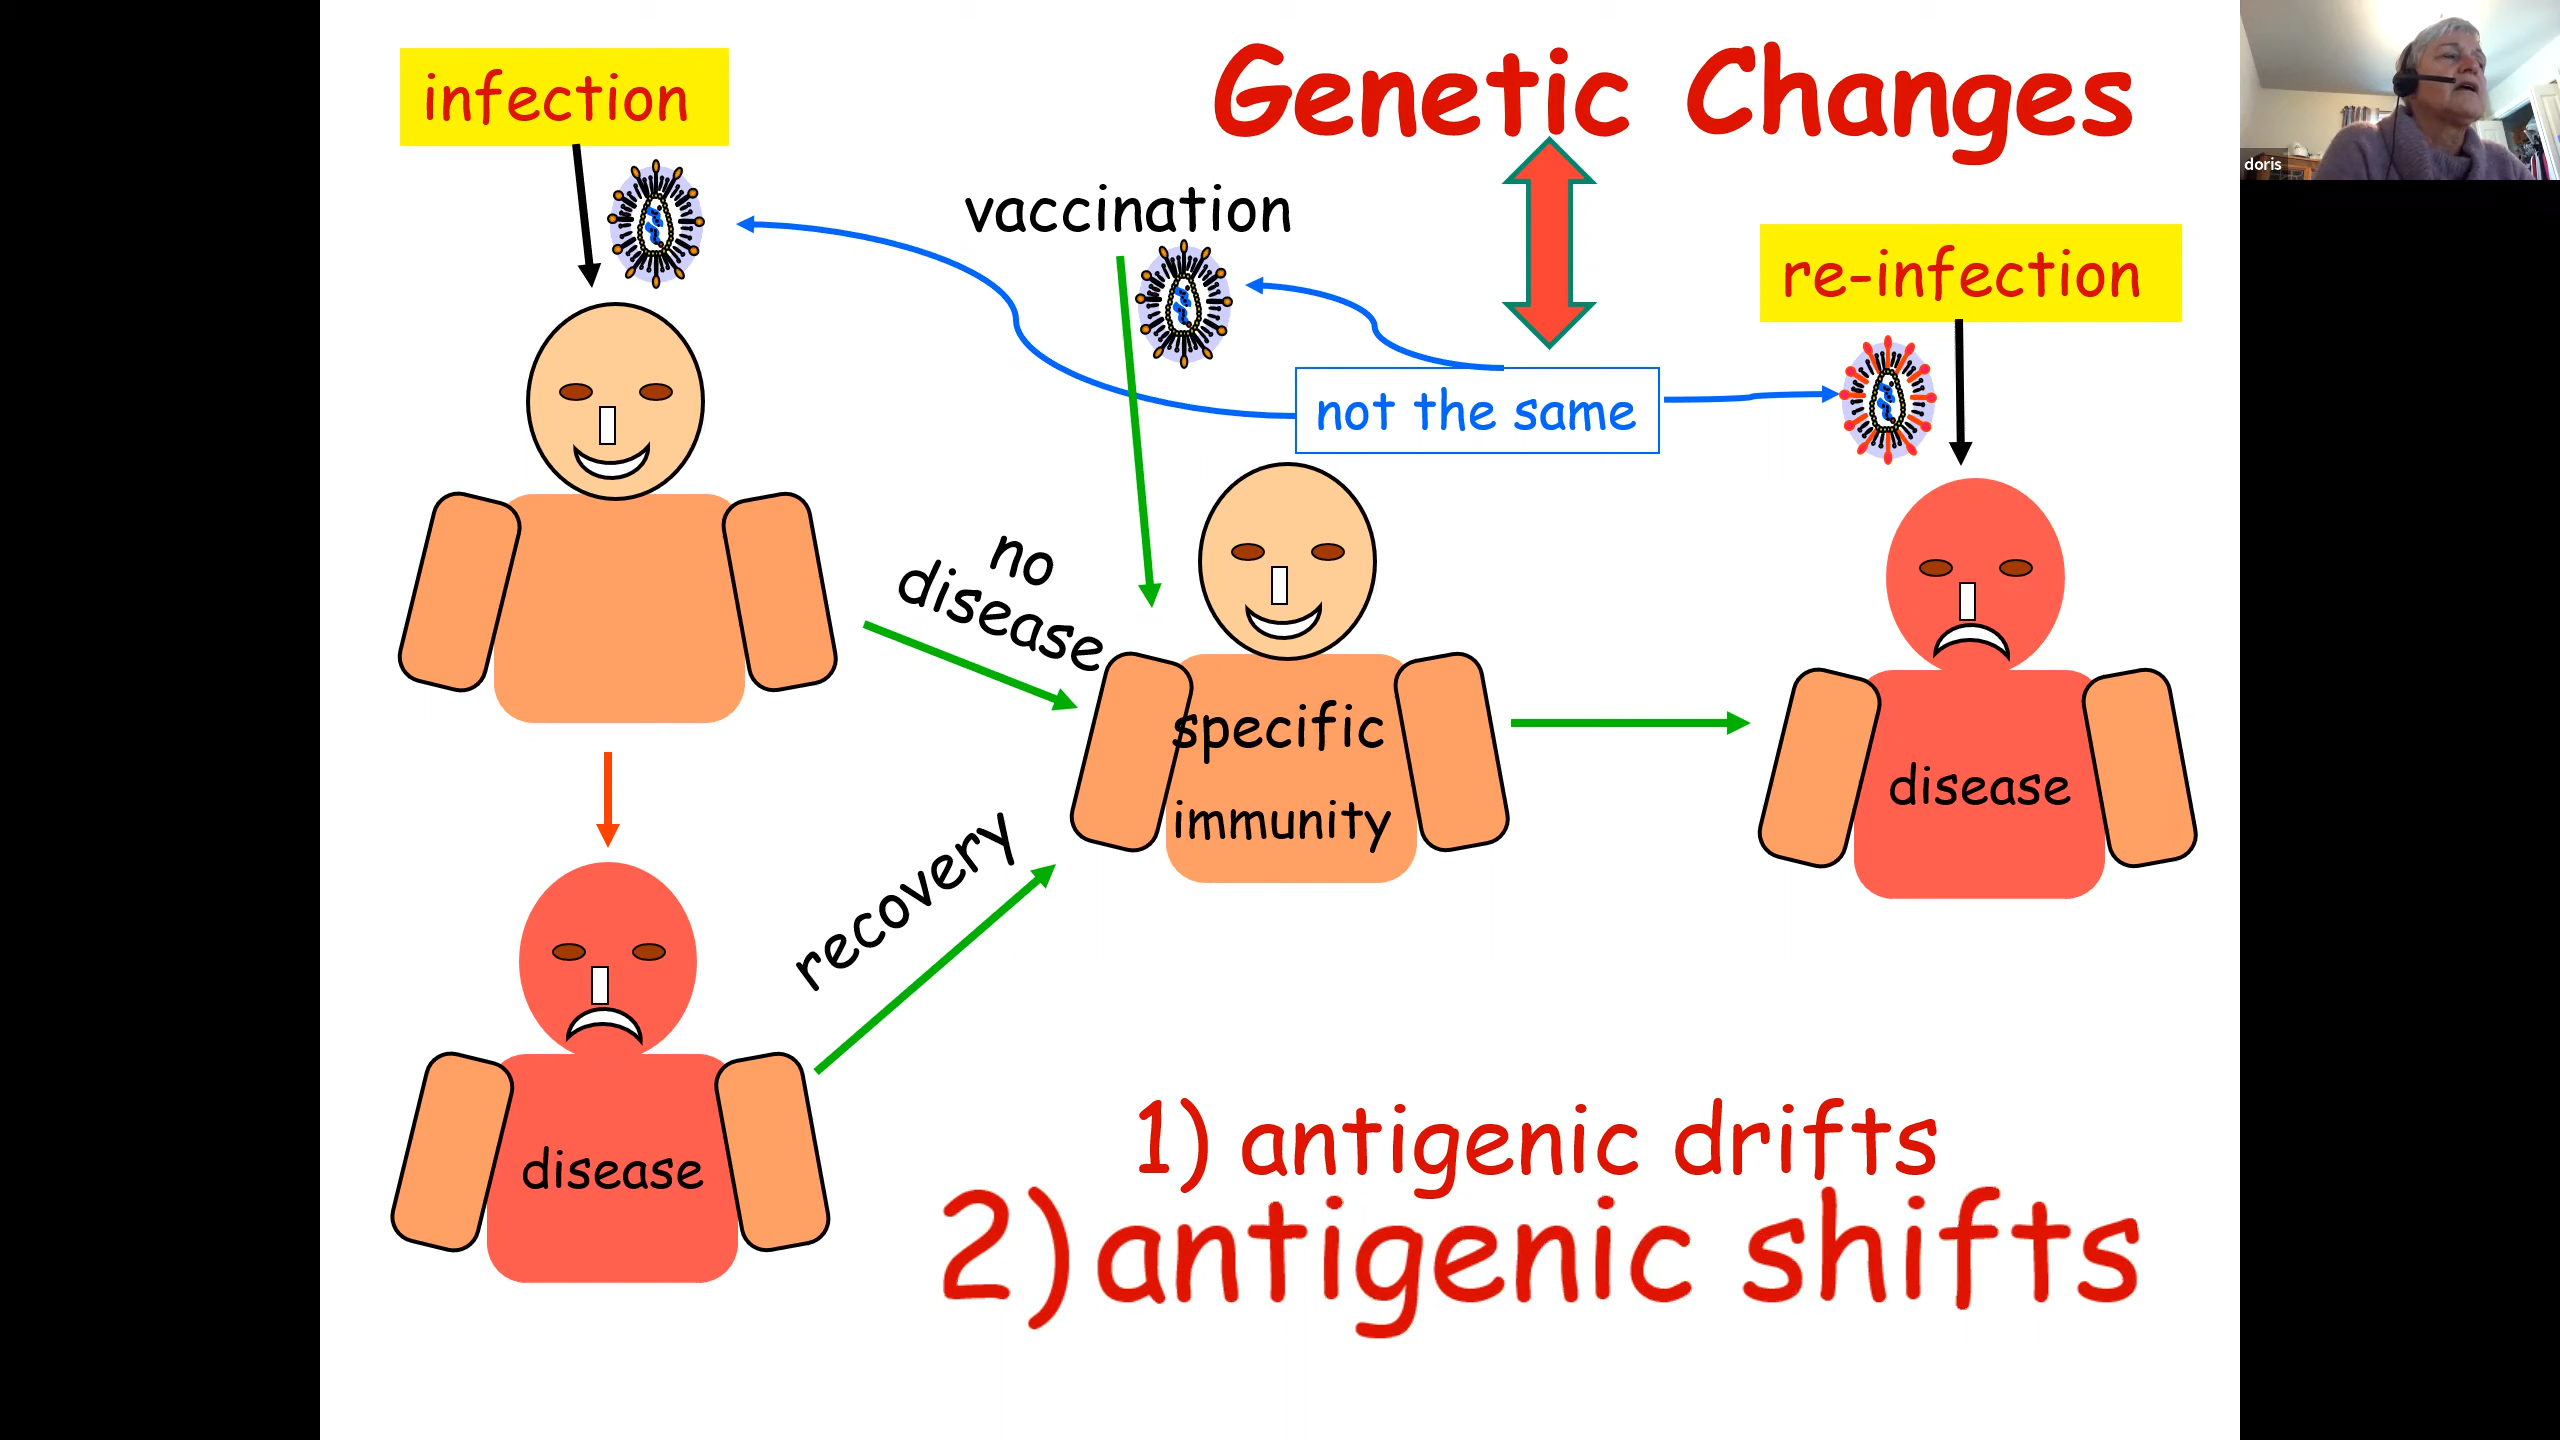 infection
Genetic Changes
doris
vaccination
re-infection
not the same
no
disease
specific
immunity
disease
recovery
disease
1) antigenic drifts
2) antigenic shifts